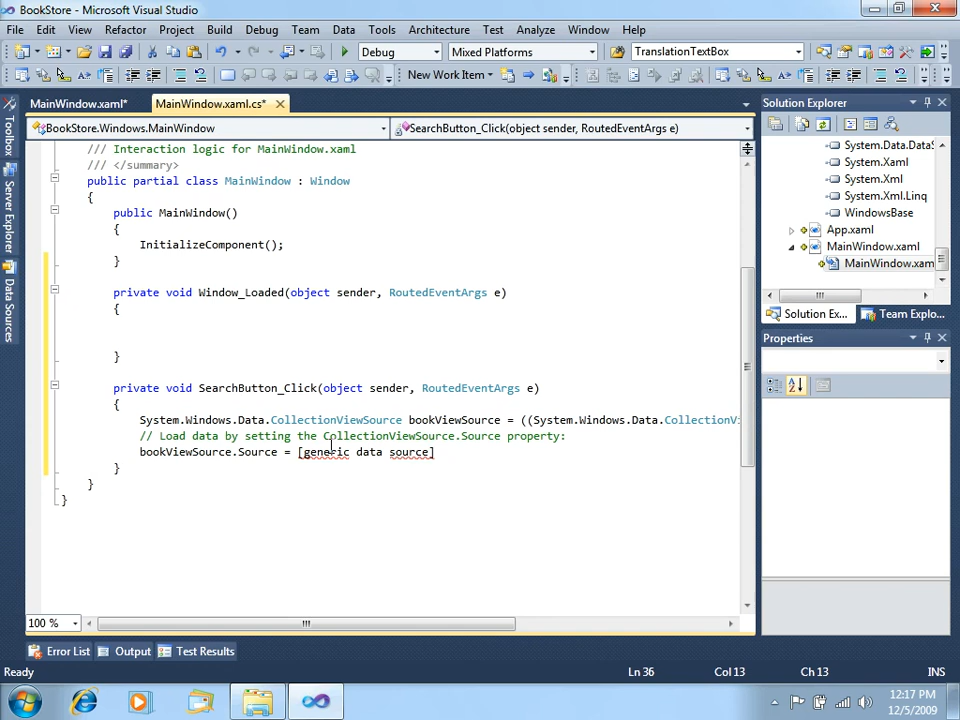 BookStore - Microsoft Visual Studio
File Edit View Refactor Project Build Debug Team Data Tools Architecture Test Analyze Window Help
Debug Mixed Platforms TranslationTextBox
New Work Item
MainWindow.xaml* MainWindow.xaml.cs*
BookStore.Windows.MainWindow SearchButton_Click(object sender, RoutedEventArgs e)
/// Interaction logic for MainWindow.xaml
/// </summary>
public partial class MainWindow : Window
{
public MainWindow()
{
InitializeComponent();
}
private void Window_Loaded(object sender, RoutedEventArgs e)
{
}
private void SearchButton_Click(object sender, RoutedEventArgs e)
{
System.Windows.Data.CollectionViewSource bookViewSource = ((System.Windows.Data.CollectionVi
// Load data by setting the CollectionViewSource.Source property:
bookViewSource.Source = [generic data source]
}
}
}
100 %
Toolbox
Server Explorer
Data Sources
Solution Explorer
System.Data.DataS
System.Xaml
System.Xml
System.Xml.Linq
WindowsBase
App.xaml
MainWindow.xaml
MainWindow.xam
Solution Ex... Team Explo...
Properties
Error List Output Test Results
Ready Ln 36 Col 13 Ch 13 INS
12:17 PM
12/5/2009